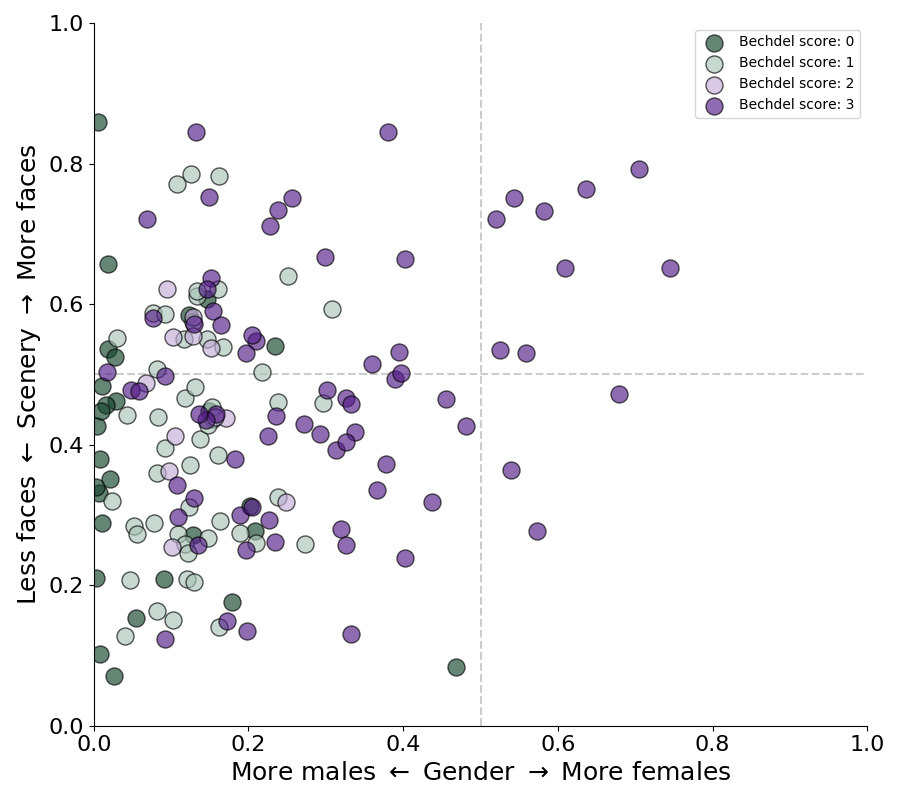 1.0
0.8
0.6
0.4
0.2
0.0
Less faces ← Scenery → More faces
Bechdel score: 0
Bechdel score: 1
Bechdel score: 2
Bechdel score: 3
0.0 0.2 0.4 0.6 0.8 1.0
More males ← Gender → More females